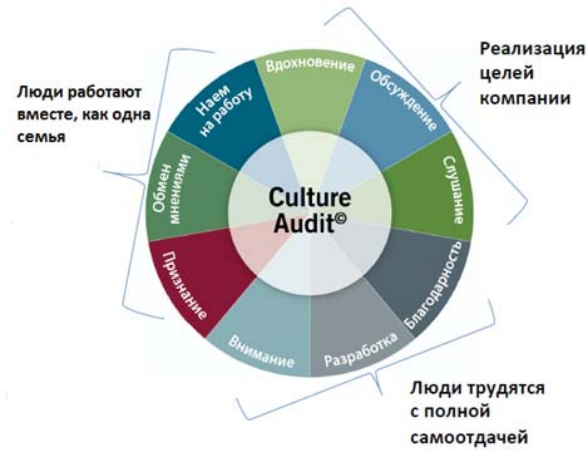 Реализация
целей
компании
Люди работают
вместе, как одна
семья
Вдохновение
Обсуждение
Слушание
Благодарность
Разработка
Внимание
Признание
Обмен
мнениями
Наем
на работу
Culture
Audit©
Люди трудятся
с полной
самоотдачей